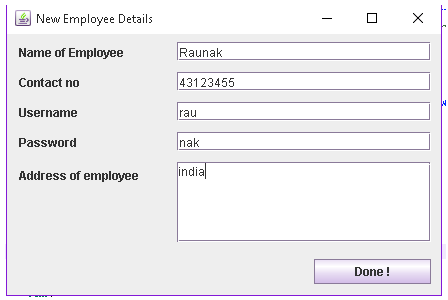 New Employee Details
Name of Employee Raunak
Contact no 43123455
Username rau
Password nak
Address of employee india
Done !